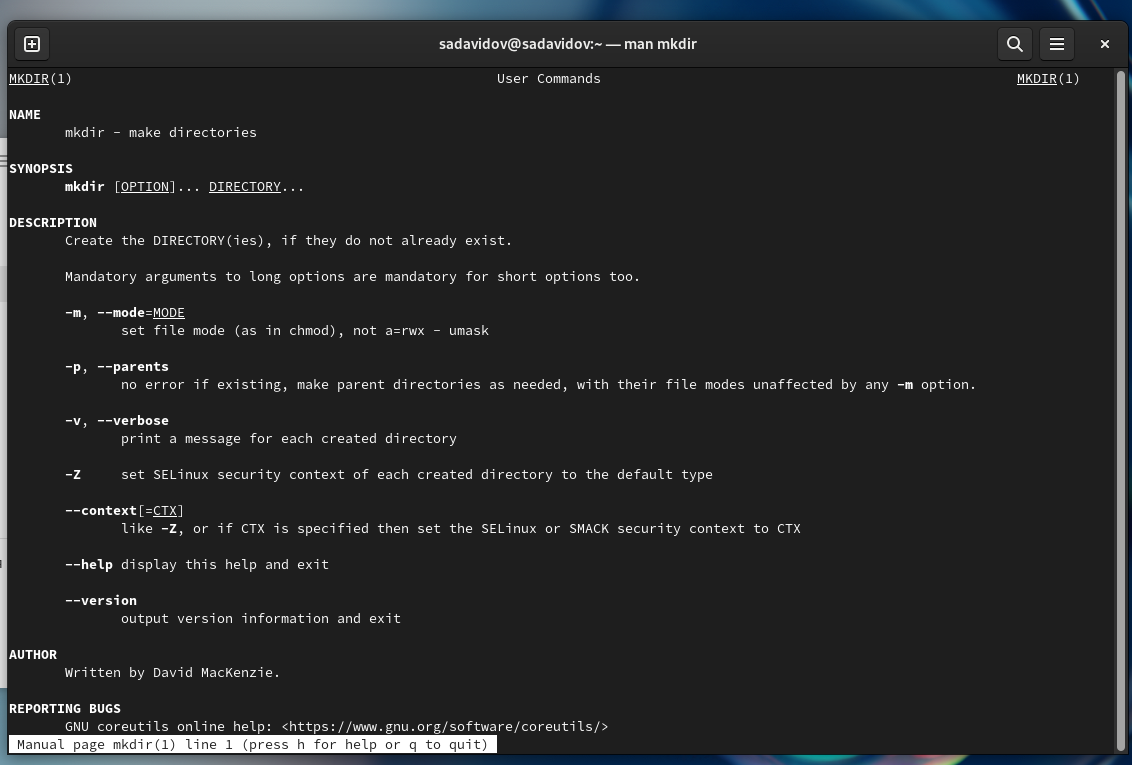 sadavidov@sadavidov:~ — man mkdir
MKDIR(1) User Commands MKDIR(1)
NAME
mkdir - make directories
SYNOPSIS
mkdir [OPTION]... DIRECTORY...
DESCRIPTION
Create the DIRECTORY(ies), if they do not already exist.
Mandatory arguments to long options are mandatory for short options too.
-m, --mode=MODE
set file mode (as in chmod), not a=rwx - umask
-p, --parents
no error if existing, make parent directories as needed, with their file modes unaffected by any -m option.
-v, --verbose
print a message for each created directory
-Z set SELinux security context of each created directory to the default type
--context[=CTX]
like -Z, or if CTX is specified then set the SELinux or SMACK security context to CTX
--help display this help and exit
--version
output version information and exit
AUTHOR
Written by David MacKenzie.
REPORTING BUGS
GNU coreutils online help: <https://www.gnu.org/software/coreutils/>
Manual page mkdir(1) line 1 (press h for help or q to quit)